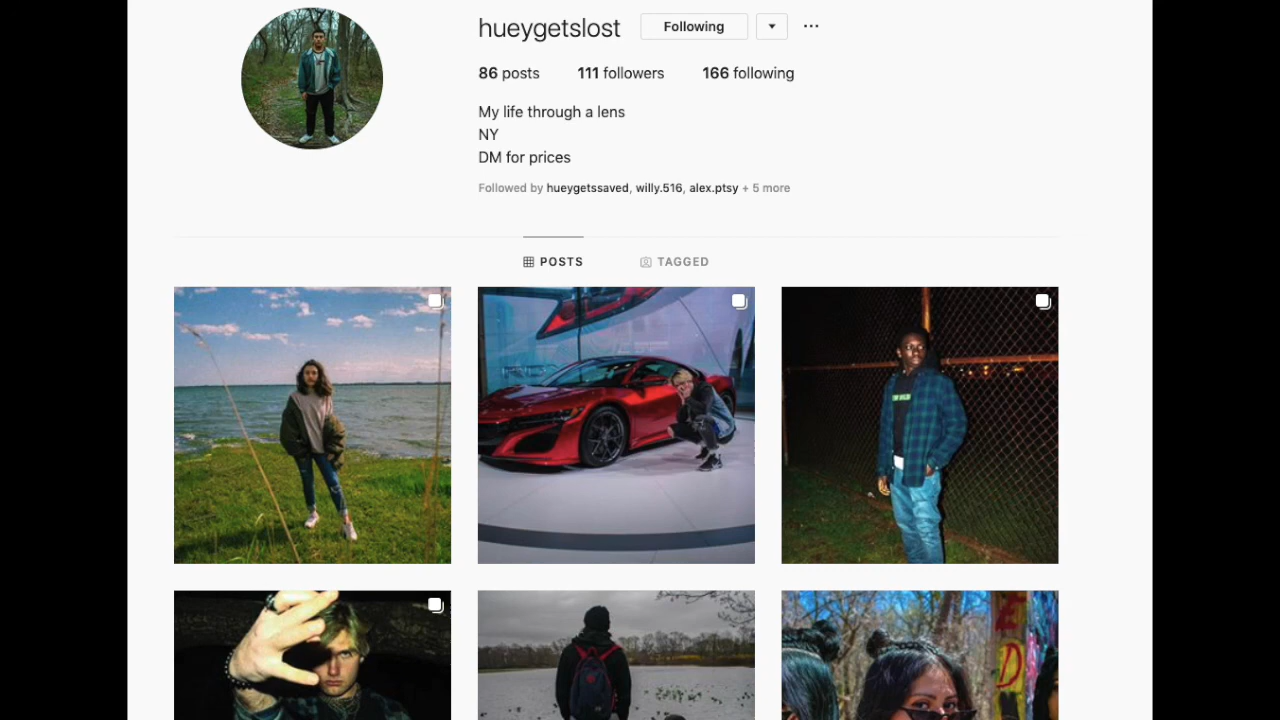 hueygetslost Following ...
86 posts 111 followers 166 following
My life through a lens
NY
DM for prices
Followed by hueygetssaved, willy.516, alex.ptsy + 5 more
POSTS TAGGED
E
D